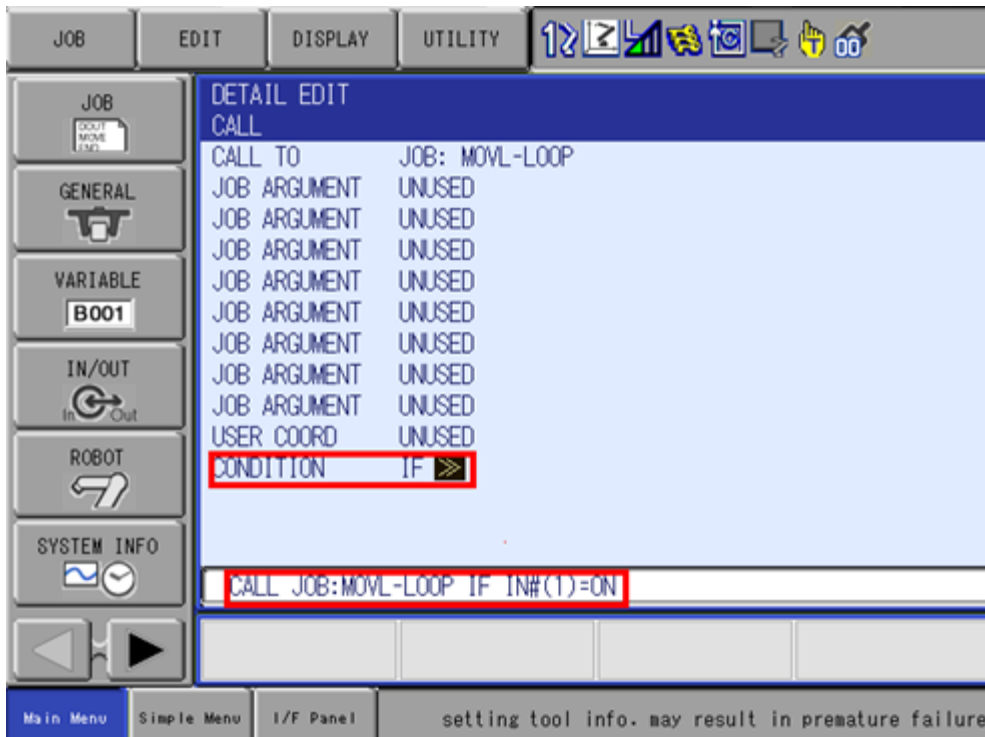 JOB EDIT DISPLAY UTILITY
JOB
DOUT
MOVE
END
GENERAL
VARIABLE
B001
IN/OUT
In Out
ROBOT
SYSTEM INFO
DETAIL EDIT
CALL
CALL TO JOB: MOVL-LOOP
JOB ARGUMENT UNUSED
JOB ARGUMENT UNUSED
JOB ARGUMENT UNUSED
JOB ARGUMENT UNUSED
JOB ARGUMENT UNUSED
JOB ARGUMENT UNUSED
JOB ARGUMENT UNUSED
JOB ARGUMENT UNUSED
USER COORD UNUSED
CONDITION IF
CALL JOB:MOVL-LOOP IF IN#(1)=ON
Main Menu Simple Menu I/F Panel setting tool info. may result in premature failure